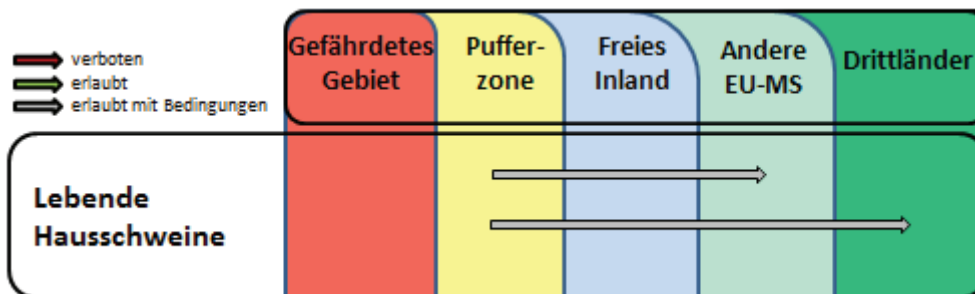 verboten
erlaubt
erlaubt mit Bedingungen
Gefährdetes
Gebiet
Puffer-
zone
Freies
Inland
Andere
EU-MS
Drittländer
Lebende
Hausschweine